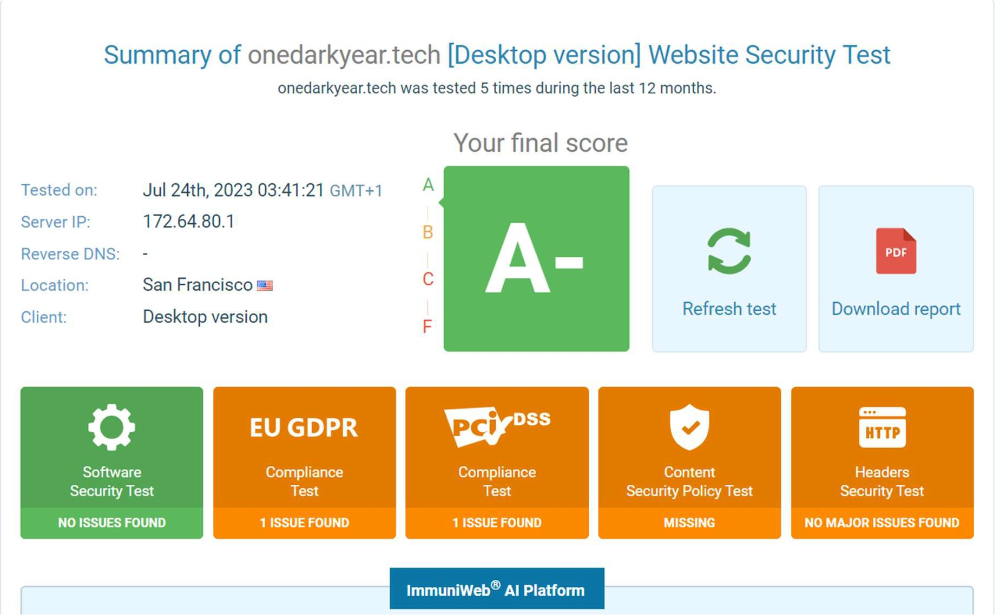 Summary of onedarkyear.tech [Desktop version] Website Security Test
onedarkyear.tech was tested 5 times during the last 12 months.
Your final score
Tested on: Jul 24th, 2023 03:41:21 GMT+1
Server IP: 172.64.80.1
Reverse DNS: -
Location: San Francisco
Client: Desktop version
A
B
C
F
A-
Refresh test
PDF
Download report
Software
Security Test
NO ISSUES FOUND
EU GDPR
Compliance
Test
1 ISSUE FOUND
PCi DSS
Compliance
Test
1 ISSUE FOUND
Content
Security Policy Test
MISSING
HTTP
Headers
Security Test
NO MAJOR ISSUES FOUND
ImmuniWeb® AI Platform